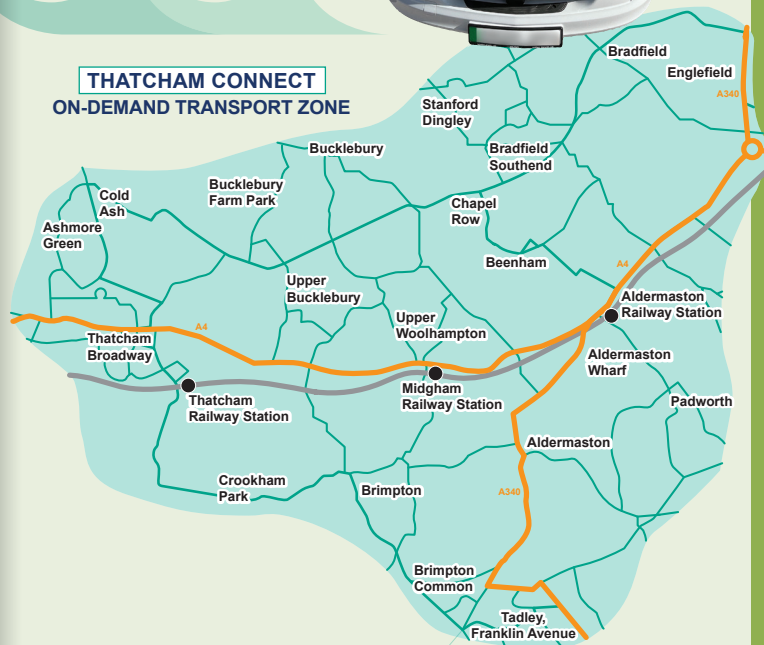 THATCHAM CONNECT
ON-DEMAND TRANSPORT ZONE
Bradfield
Englefield
A340
Stanford
Dingley
Bucklebury
Bradfield
Southend
Bucklebury
Farm Park
Cold
Ash
Chapel
Row
Ashmore
Green
Beenham
A4
Upper
Bucklebury
Aldermaston
Railway Station
Upper
Woolhampton
A4
Thatcham
Broadway
Aldermaston
Wharf
Midgham
Railway Station
Thatcham
Railway Station
Padworth
Aldermaston
Crookham
Park
Brimpton
A340
Brimpton
Common
Tadley,
Franklin Avenue